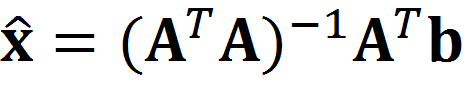 𝐱̂ = (𝐀ᵀ𝐀)⁻¹𝐀ᵀ𝐛